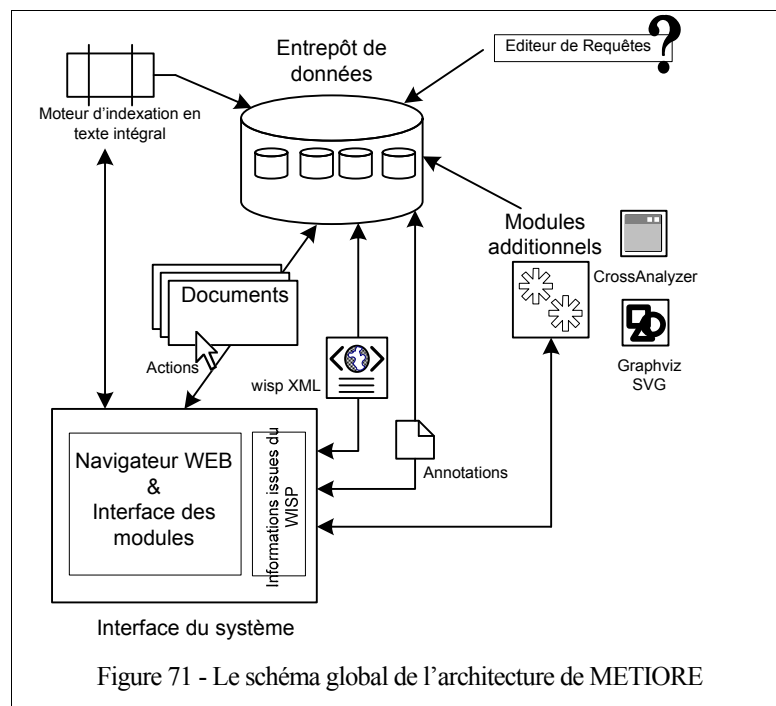 Entrepôt de
données
Editeur de Requêtes
?
Moteur d'indexation en
texte intégral
Modules
additionnels
CrossAnalyzer
Graphviz
SVG
Documents
Actions
wisp XML
Annotations
Navigateur WEB
&
Interface des
modules
Informations issues du
WISP
Interface du système
Figure 71 - Le schéma global de l'architecture de METIORE